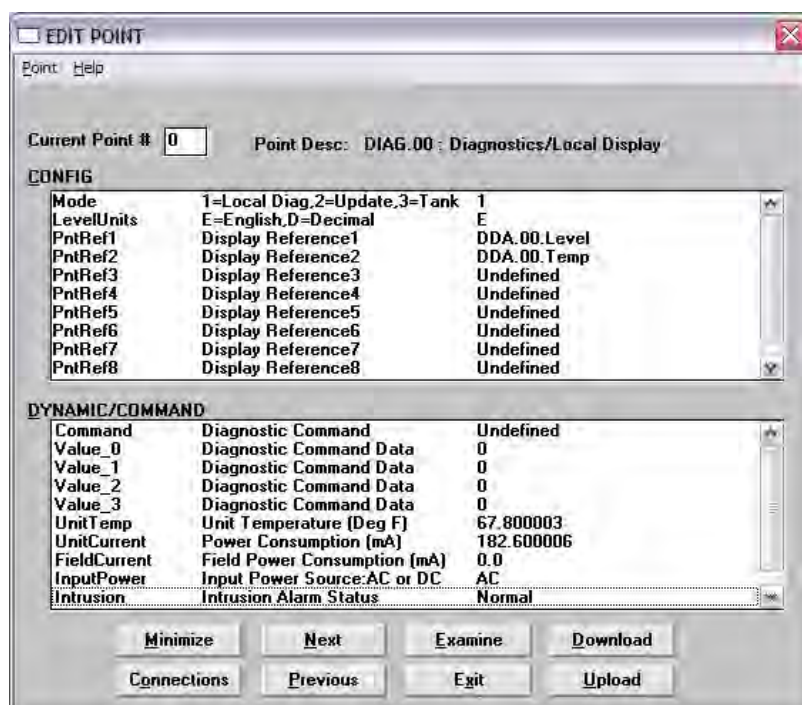 EDIT POINT
Point Help
Current Point # 0 Point Desc: DIAG.00 : Diagnostics/Local Display
CONFIG
Mode 1=Local Diag,2=Update,3=Tank 1
LevelUnits E=English,D=Decimal E
PntRef1 Display Reference1 DDA.00.Level
PntRef2 Display Reference2 DDA.00.Temp
PntRef3 Display Reference3 Undefined
PntRef4 Display Reference4 Undefined
PntRef5 Display Reference5 Undefined
PntRef6 Display Reference6 Undefined
PntRef7 Display Reference7 Undefined
PntRef8 Display Reference8 Undefined
DYNAMIC/COMMAND
Command Diagnostic Command Undefined
Value_0 Diagnostic Command Data 0
Value_1 Diagnostic Command Data 0
Value_2 Diagnostic Command Data 0
Value_3 Diagnostic Command Data 0
UnitTemp Unit Temperature (Deg F) 67.800003
UnitCurrent Power Consumption (mA) 182.600006
FieldCurrent Field Power Consumption (mA) 0.0
InputPower Input Power Source:AC or DC AC
Intrusion Intrusion Alarm Status Normal
Minimize Next Examine Download
Connections Previous Exit Upload